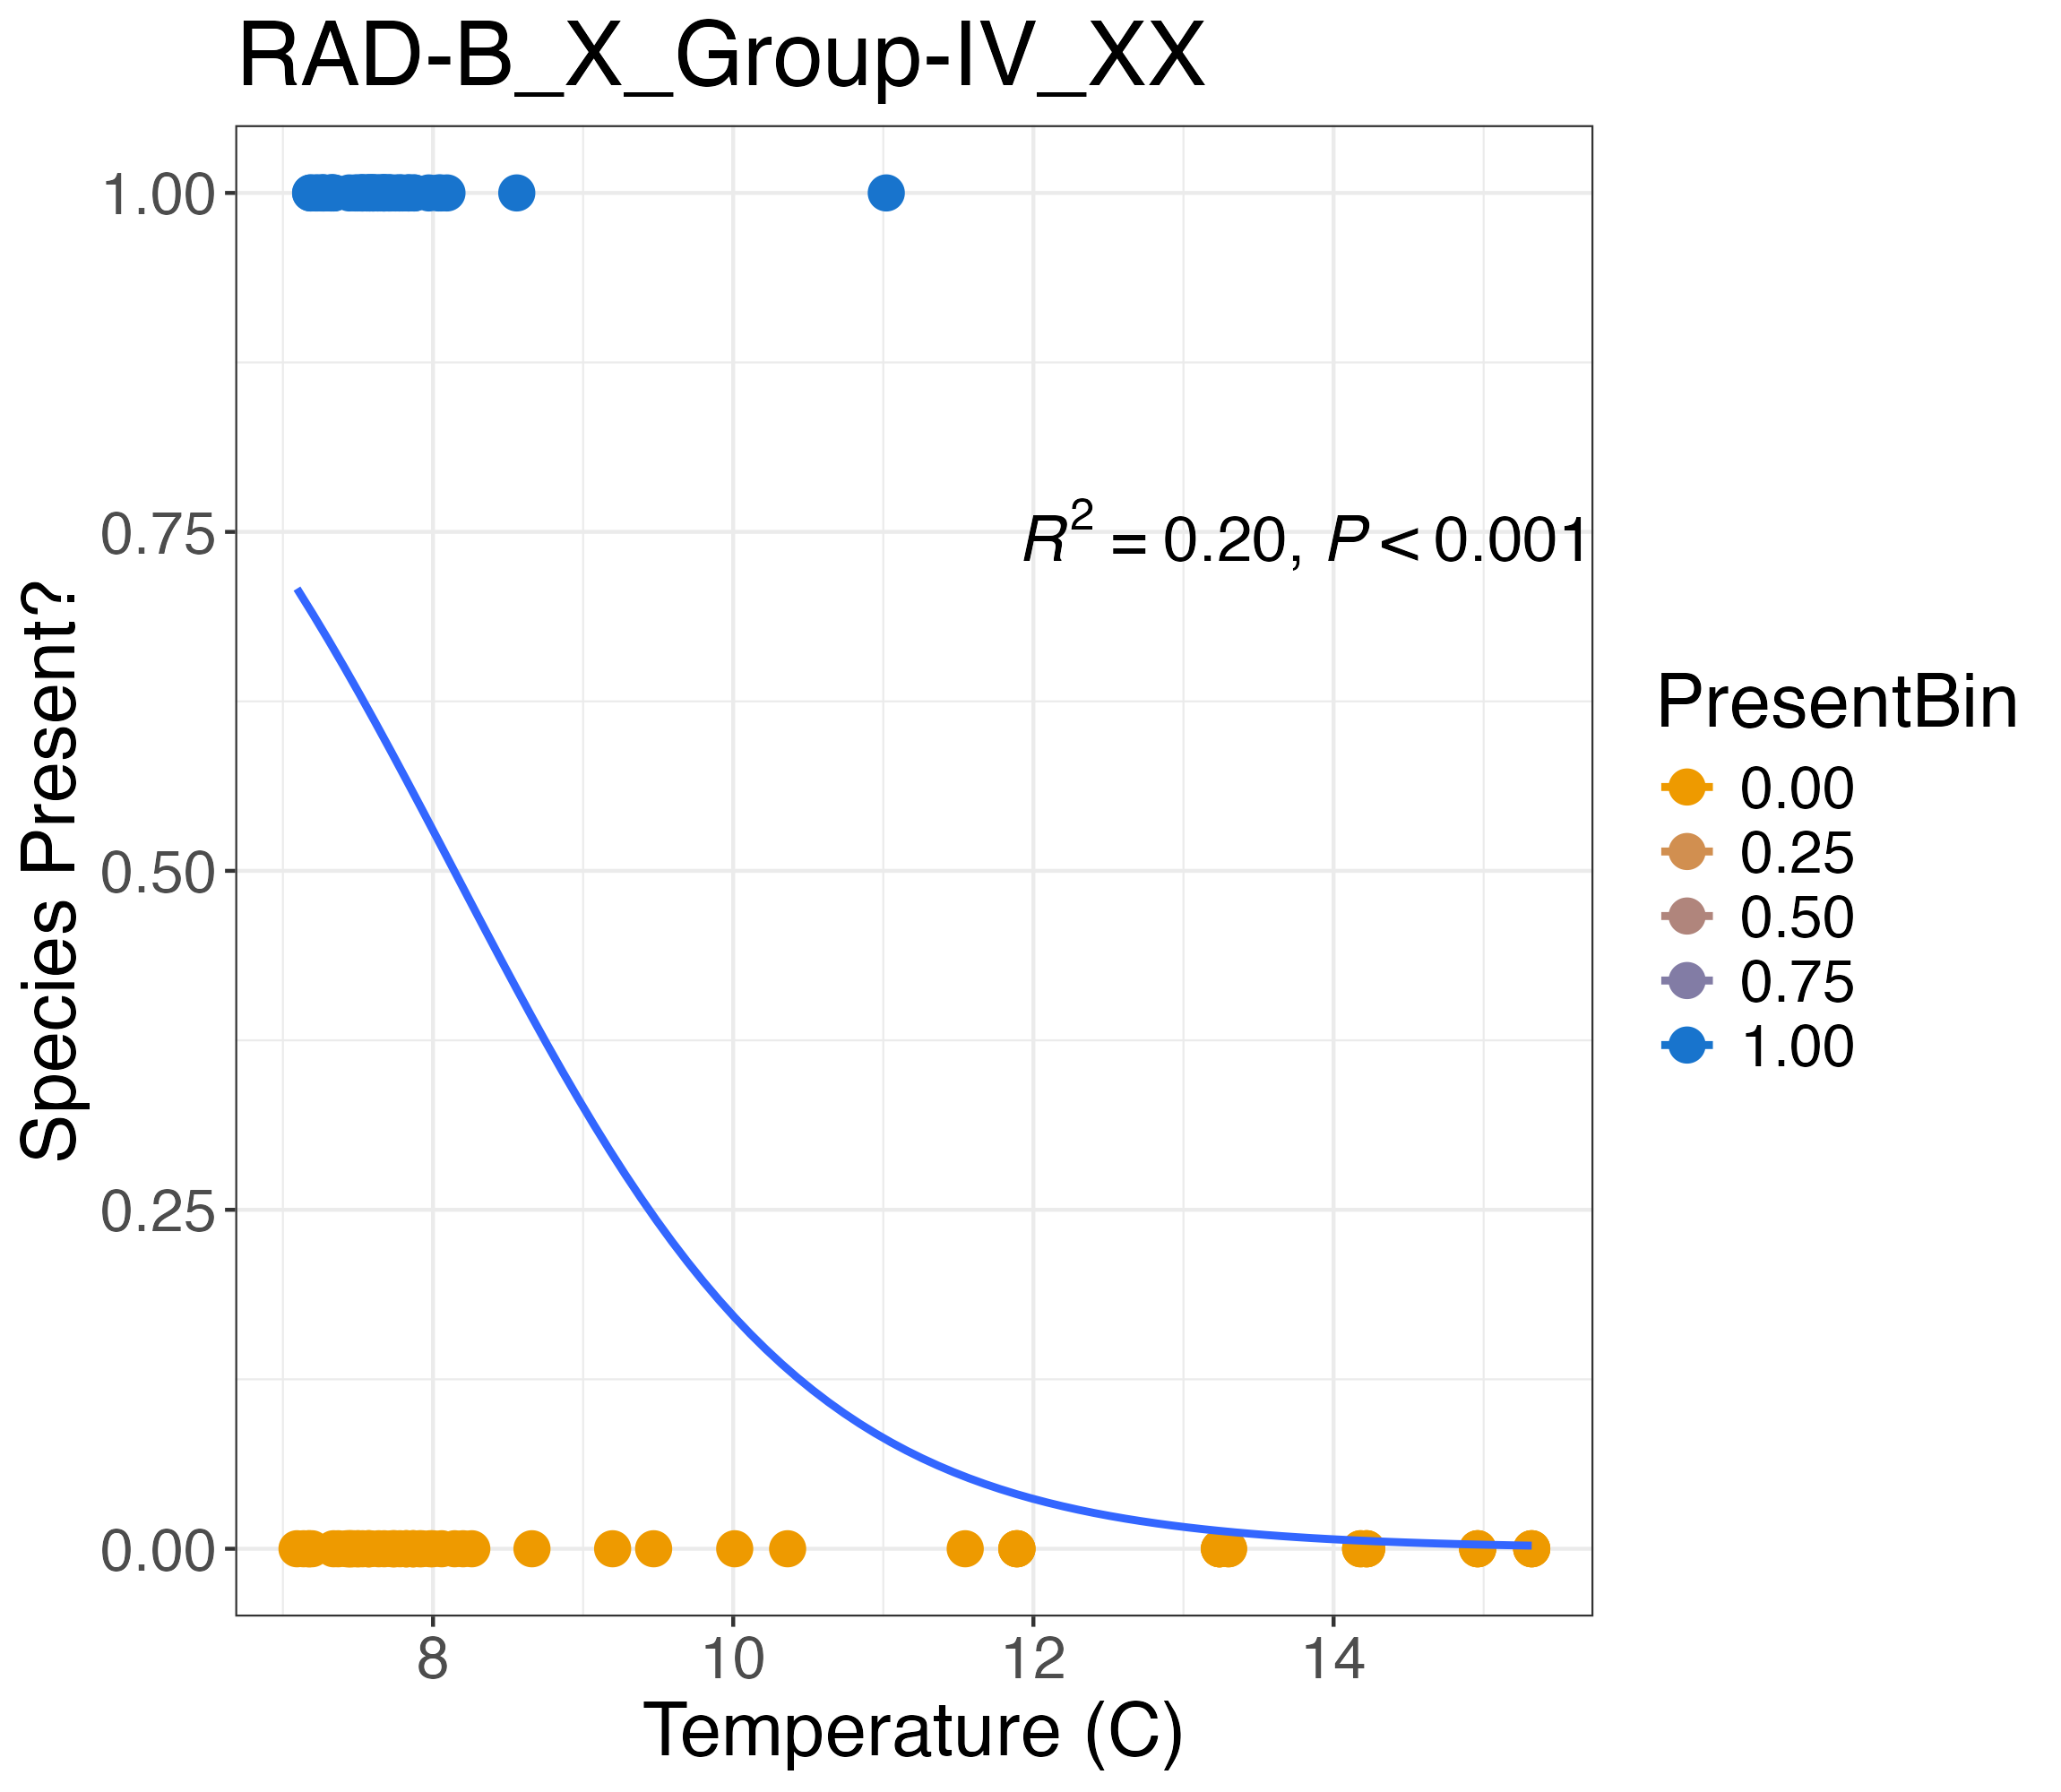 RAD-B_X_Group-IV_XX
1.00
0.75
0.50
0.25
0.00
Species Present?
R² = 0.20, P < 0.001
8 10 12 14
Temperature (C)
PresentBin
0.00
0.25
0.50
0.75
1.00